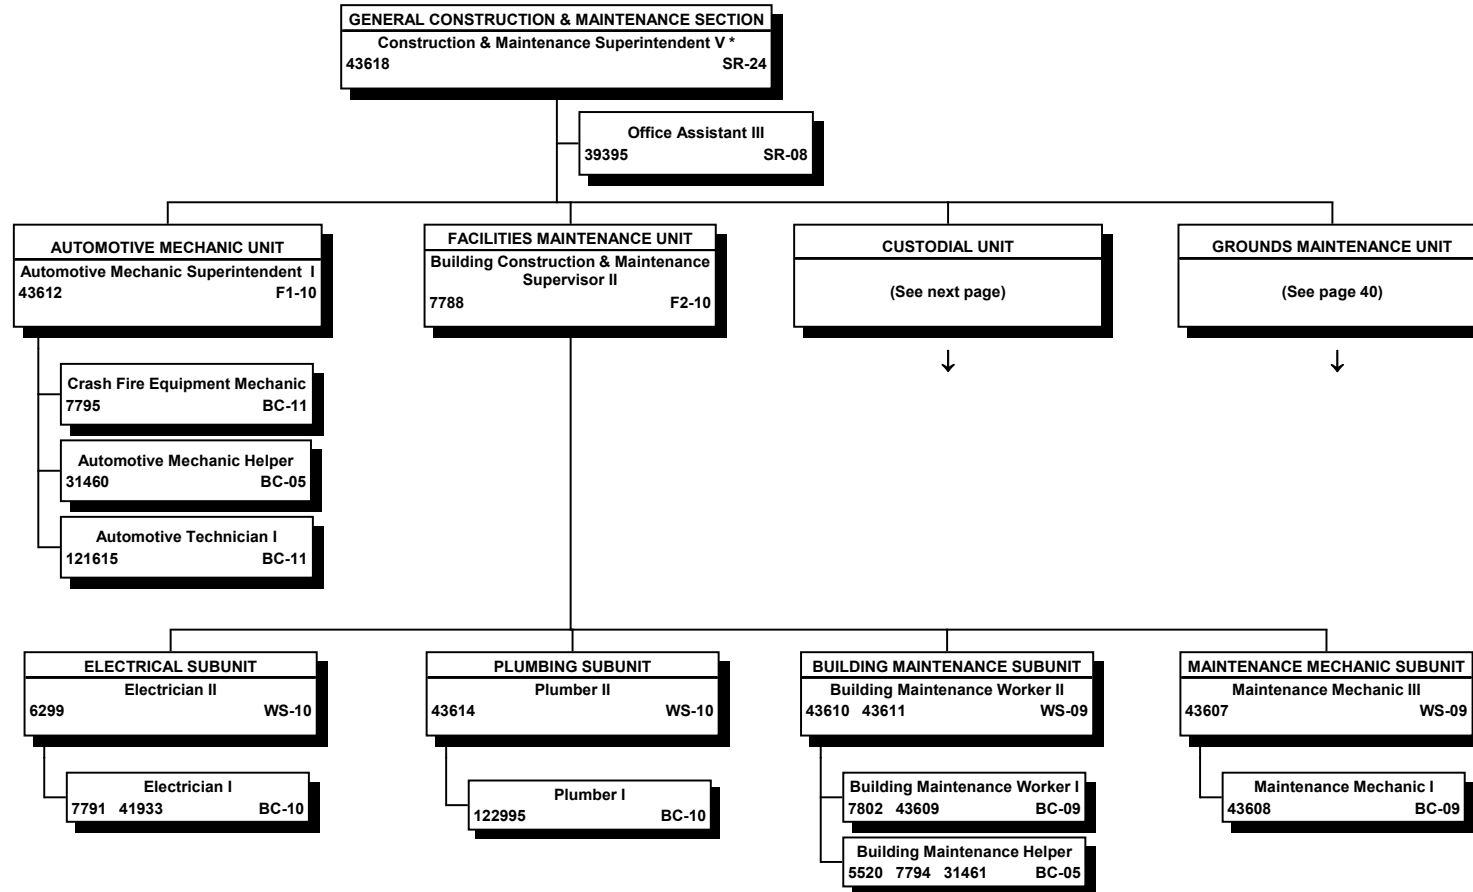 GENERAL CONSTRUCTION & MAINTENANCE SECTION
Construction & Maintenance Superintendent V *
43618 SR-24
Office Assistant III
39395 SR-08
AUTOMOTIVE MECHANIC UNIT
Automotive Mechanic Superintendent I
43612 F1-10
FACILITIES MAINTENANCE UNIT
Building Construction & Maintenance
Supervisor II
7788 F2-10
CUSTODIAL UNIT
(See next page)
GROUNDS MAINTENANCE UNIT
(See page 40)
Crash Fire Equipment Mechanic
7795 BC-11
Automotive Mechanic Helper
31460 BC-05
Automotive Technician I
121615 BC-11
ELECTRICAL SUBUNIT
Electrician II
6299 WS-10
Electrician I
7791 41933 BC-10
PLUMBING SUBUNIT
Plumber II
43614 WS-10
Plumber I
122995 BC-10
BUILDING MAINTENANCE SUBUNIT
Building Maintenance Worker II
43610 43611 WS-09
Building Maintenance Worker I
7802 43609 BC-09
Building Maintenance Helper
5520 7794 31461 BC-05
MAINTENANCE MECHANIC SUBUNIT
Maintenance Mechanic III
43607 WS-09
Maintenance Mechanic I
43608 BC-09